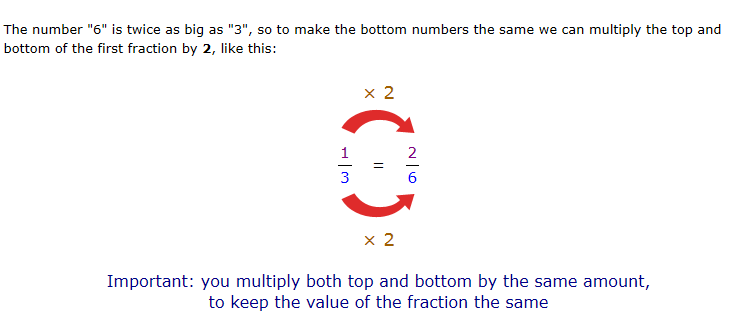 The number "6" is twice as big as "3", so to make the bottom numbers the same we can multiply the top and
bottom of the first fraction by 2, like this:
× 2
1 2
=
3 6
× 2
Important: you multiply both top and bottom by the same amount,
to keep the value of the fraction the same